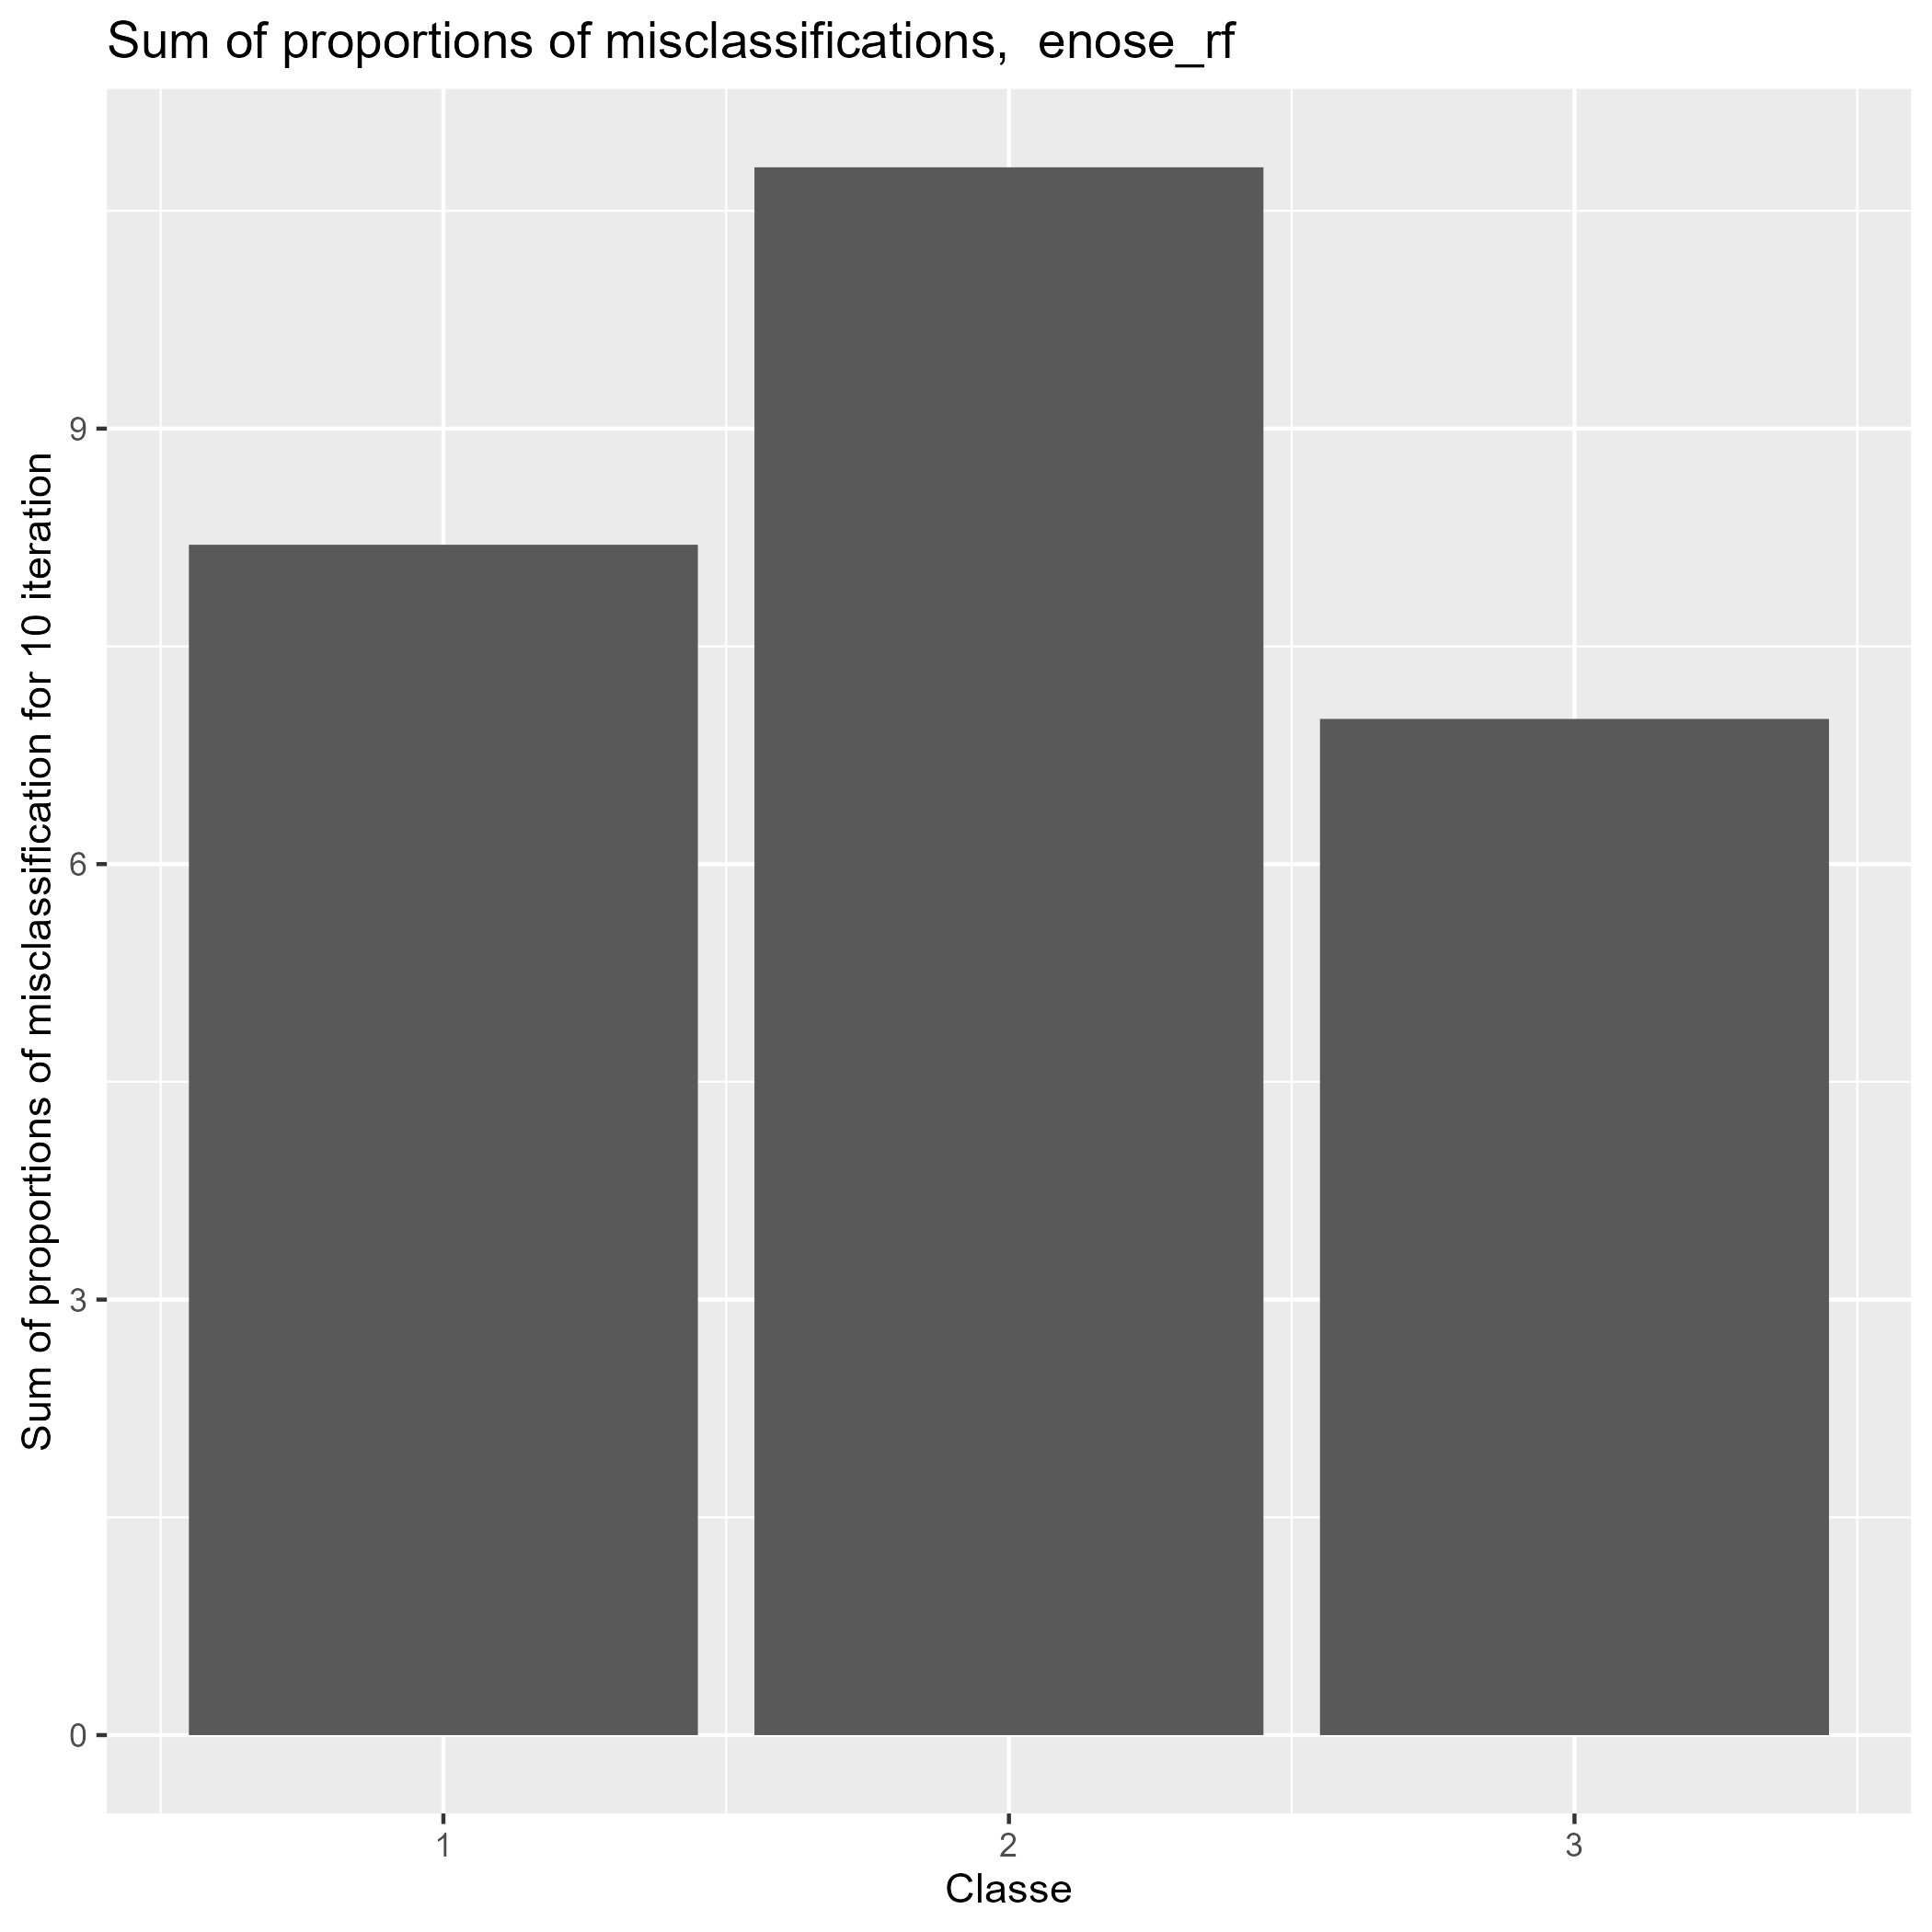 Sum of proportions of misclassifications,  enose_rf
Sum of proportions of misclassification for 10 iteration
9
6
3
0
1 2 3
Classe